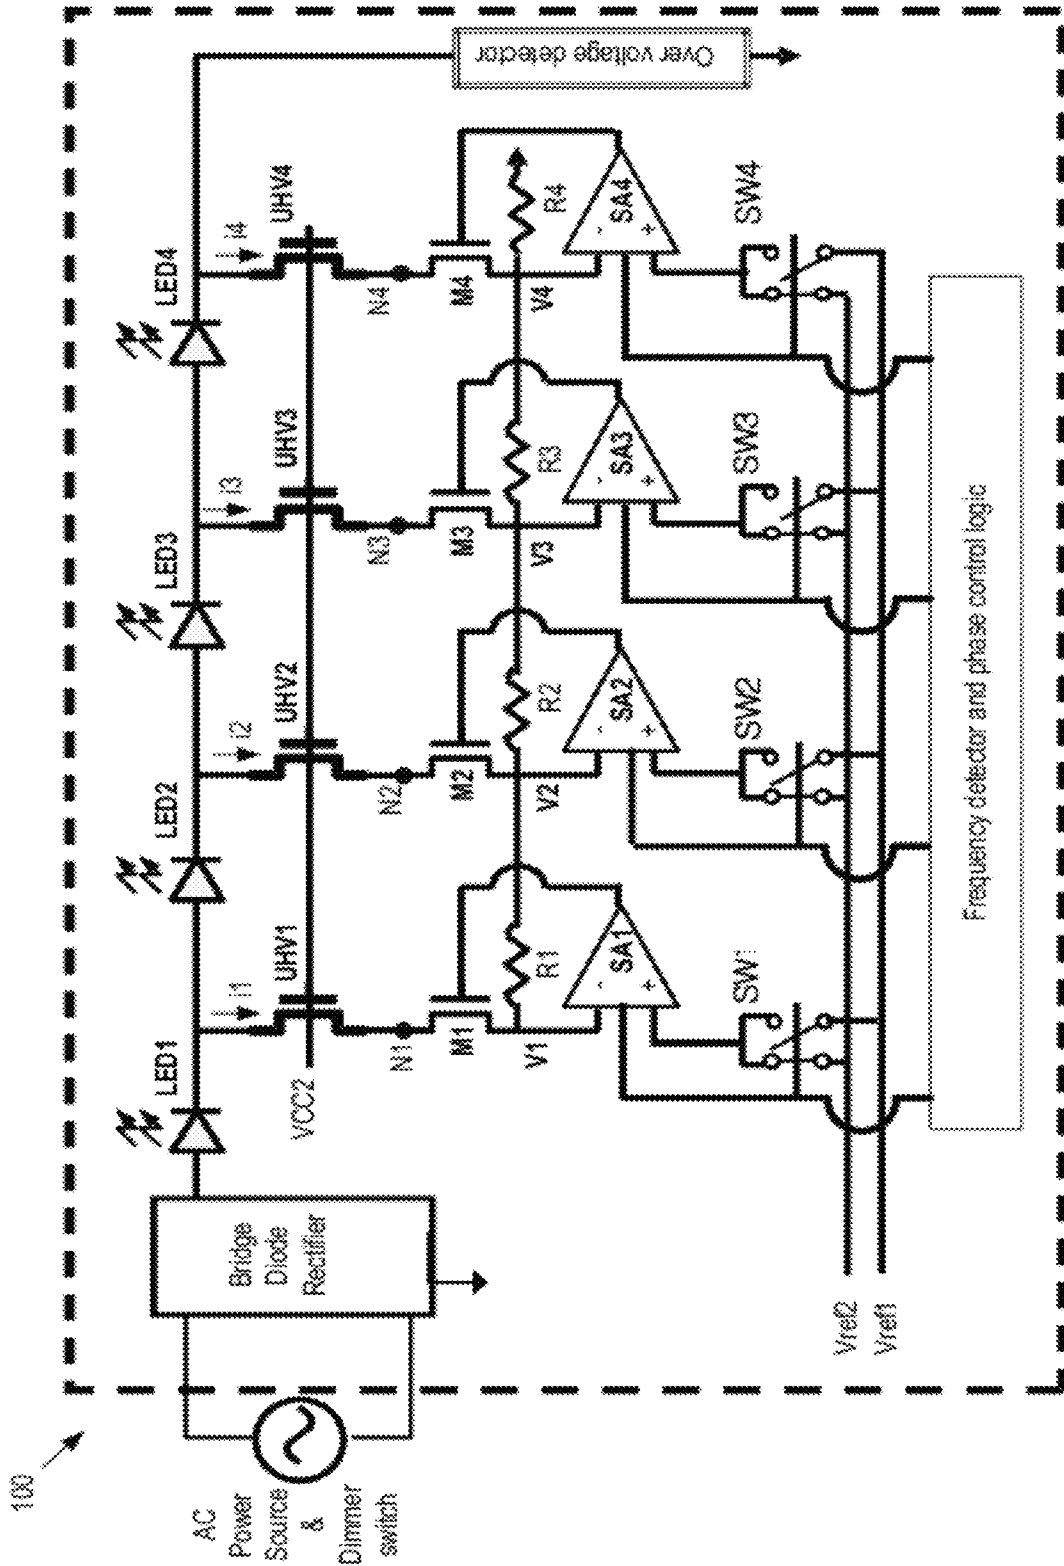 100
AC
Power
Source
&
Dimmer
switch
Bridge
Diode
Rectifier
LED1
LED2
LED3
LED4
Over voltage detector
i1
i2
i3
i4
UHV1
UHV2
UHV3
UHV4
VCC2
N1
N2
N3
N4
M1
M2
M3
M4
R1
R2
R3
R4
V1
V2
V3
V4
- SA1 +
- SA2 +
- SA3 +
- SA4 +
SW1
SW2
SW3
SW4
Vref2
Vref1
Frequency detector and phase control logic